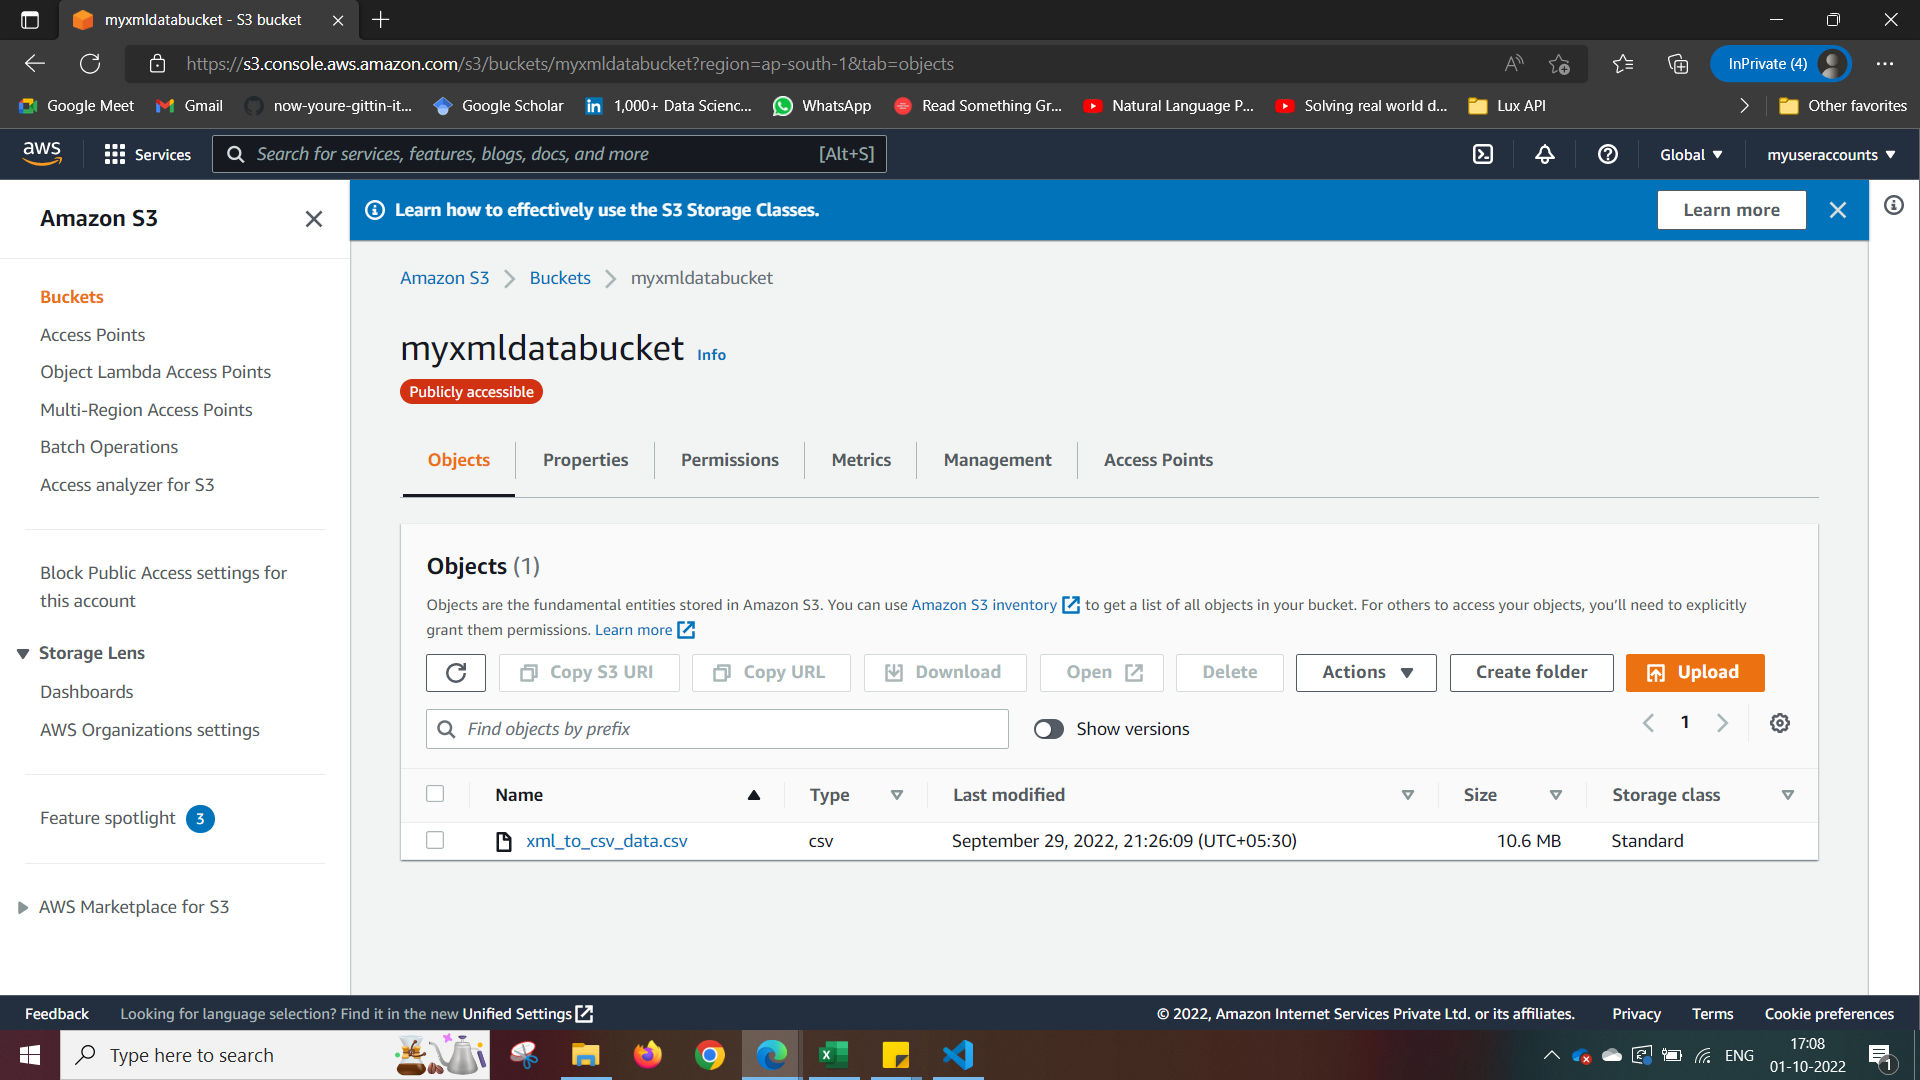 myxmldatabucket - S3 bucket
https://s3.console.aws.amazon.com/s3/buckets/myxmldatabucket?region=ap-south-1&tab=objects
InPrivate (4)
Google Meet
Gmail
now-youre-gittin-it...
Google Scholar
in
1,000+ Data Scienc...
WhatsApp
Read Something Gr...
Natural Language P...
Solving real world d...
Lux API
Other favorites
aws
Services
Search for services, features, blogs, docs, and more
[Alt+S]
Global
myuseraccounts
Amazon S3
Learn how to effectively use the S3 Storage Classes.
Learn more
Buckets
Access Points
Object Lambda Access Points
Multi-Region Access Points
Batch Operations
Access analyzer for S3
Block Public Access settings for
this account
Storage Lens
Dashboards
AWS Organizations settings
Feature spotlight 3
AWS Marketplace for S3
Amazon S3
Buckets
myxmldatabucket
myxmldatabucket Info
Publicly accessible
Objects
Properties
Permissions
Metrics
Management
Access Points
Objects (1)
Objects are the fundamental entities stored in Amazon S3. You can use Amazon S3 inventory to get a list of all objects in your bucket. For others to access your objects, you’ll need to explicitly
grant them permissions. Learn more
Copy S3 URI
Copy URL
Download
Open
Delete
Actions
Create folder
Upload
Find objects by prefix
Show versions
1
Name
Type
Last modified
Size
Storage class
xml_to_csv_data.csv
csv
September 29, 2022, 21:26:09 (UTC+05:30)
10.6 MB
Standard
Feedback
Looking for language selection? Find it in the new Unified Settings
© 2022, Amazon Internet Services Private Ltd. or its affiliates.
Privacy
Terms
Cookie preferences
Type here to search
ENG
17:08
01-10-2022
1